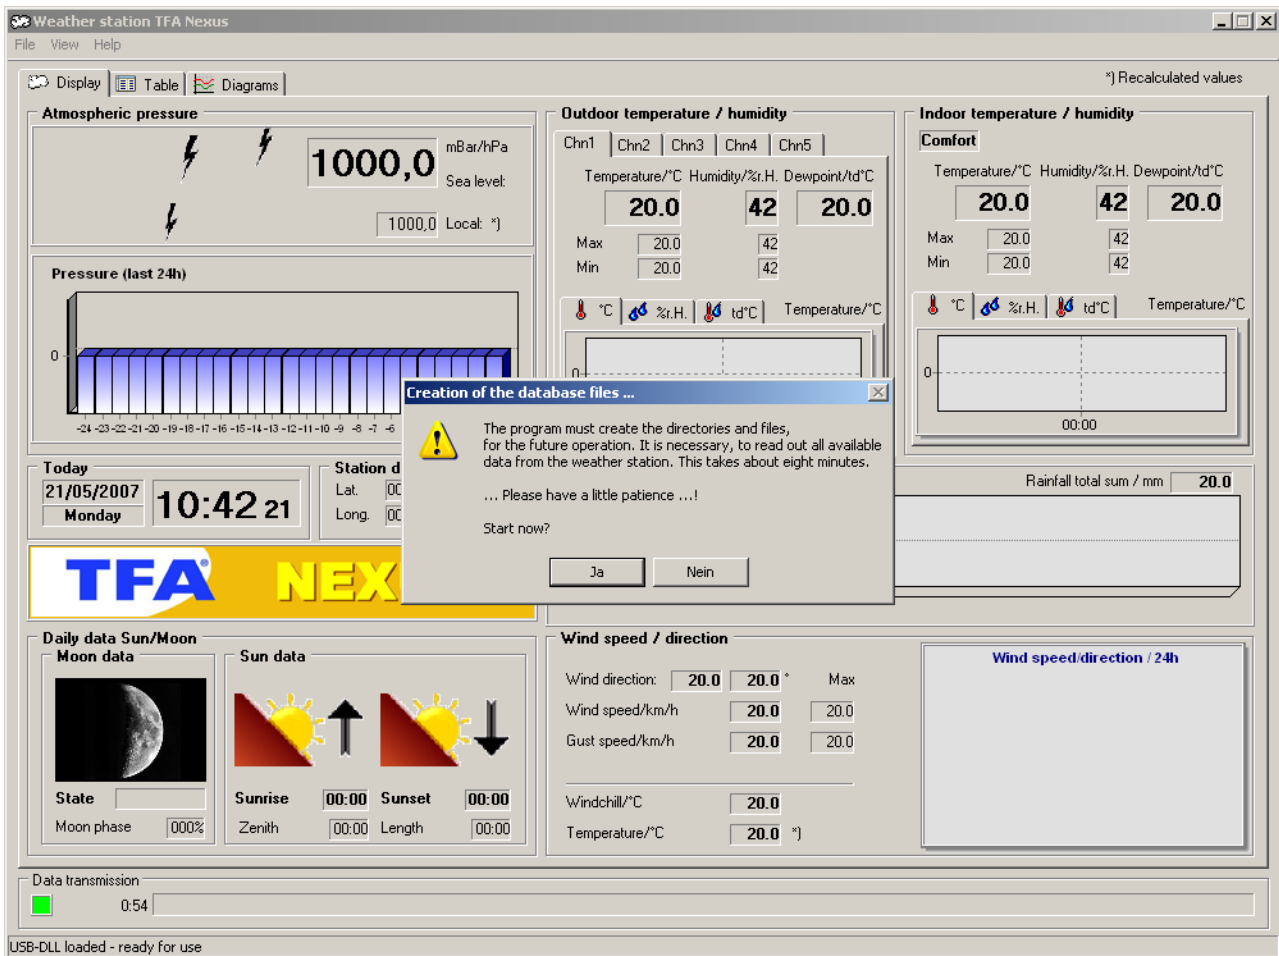 Weather station TFA Nexus
File View Help
Display Table Diagrams
*) Recalculated values
Atmospheric pressure
1000,0 mBar/hPa
Sea level:
1000,0 Local: *)
Pressure (last 24h)
0
-24 -23 -22 -21 -20 -19 -18 -17 -16 -15 -14 -13 -12 -11 -10 -9 -8 -7 -6
Outdoor temperature / humidity
Chn1 Chn2 Chn3 Chn4 Chn5
Temperature/°C Humidity/%r.H. Dewpoint/td°C
20.0 42 20.0
Max 20.0 42
Min 20.0 42
°C %r.H. td°C Temperature/°C
0
Indoor temperature / humidity
Comfort
Temperature/°C Humidity/%r.H. Dewpoint/td°C
20.0 42 20.0
Max 20.0 42
Min 20.0 42
°C %r.H. td°C Temperature/°C
0
00:00
Creation of the database files ...
The program must create the directories and files,
for the future operation. It is necessary, to read out all available
data from the weather station. This takes about eight minutes.
... Please have a little patience ...!
Start now?
Ja Nein
Today
21/05/2007
Monday
10:42 21
Station d
Lat. 00
Long. 00
Rainfall total sum / mm 20.0
TFA NEX
Daily data Sun/Moon
Moon data
State
Moon phase 000%
Sun data
Sunrise 00:00 Sunset 00:00
Zenith 00:00 Length 00:00
Wind speed / direction
Wind direction: 20.0 20.0 ° Max
Wind speed/km/h 20.0 20.0
Gust speed/km/h 20.0 20.0
Windchill/°C 20.0
Temperature/°C 20.0 *)
Wind speed/direction / 24h
Data transmission
0:54
USB-DLL loaded - ready for use